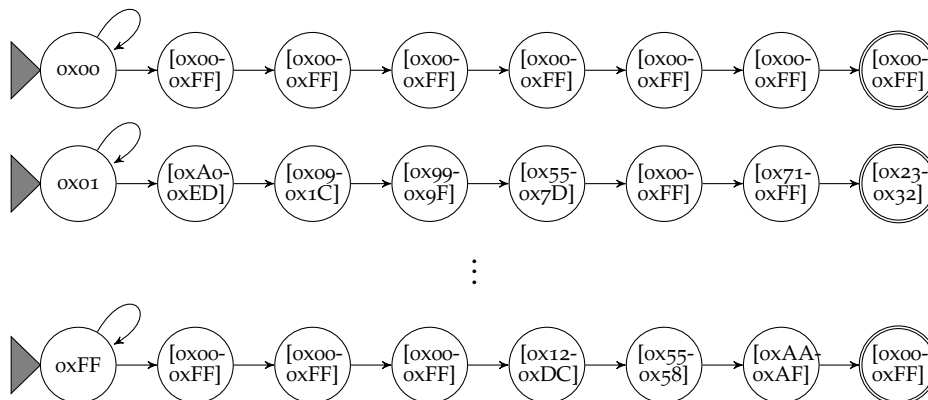 0x00 [0x00- [0x00- [0x00- [0x00- [0x00- [0x00- [0x00-
0xFF] 0xFF] 0xFF] 0xFF] 0xFF] 0xFF] 0xFF]
0x01 [0xA0- [0x09- [0x99- [0x55- [0x00- [0x71- [0x23-
0xED] 0x1C] 0x9F] 0x7D] 0xFF] 0xFF] 0x32]
⋮
0xFF [0x00- [0x00- [0x00- [0x12- [0x55- [0xAA- [0x00-
0xFF] 0xFF] 0xFF] 0xDC] 0x58] 0xAF] 0xFF]